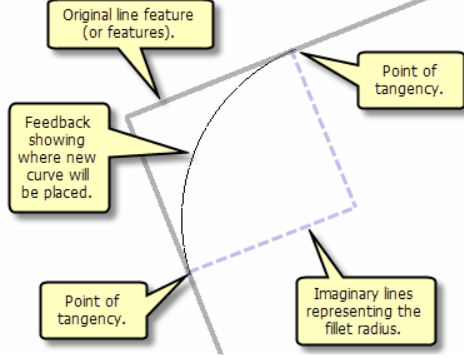 Original line feature
(or features).
Point of
tangency.
Feedback
showing
where new
curve will
be placed.
Point of
tangency.
Imaginary lines
representing the
fillet radius.